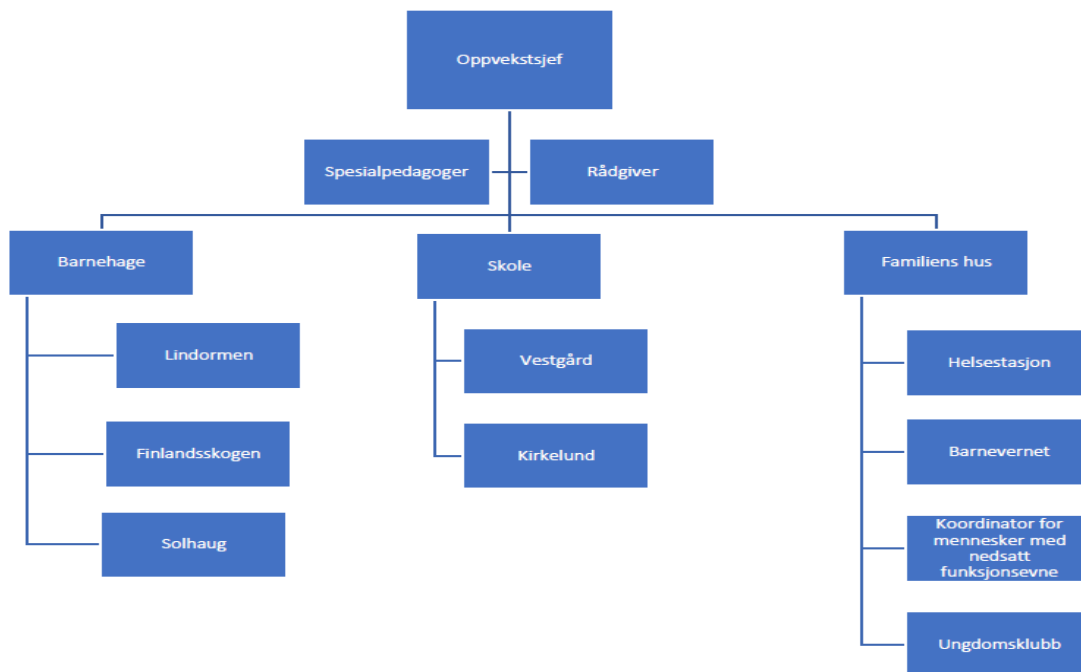 Oppvekstsjef
Spesialpedagoger
Rådgiver
Barnehage
Skole
Familiens hus
Lindormen
Finlandsskogen
Solhaug
Vestgård
Kirkelund
Helsestasjon
Barnevernet
Koordinator for
mennesker med
nedsatt
funksjonsevne
Ungdomsklubb